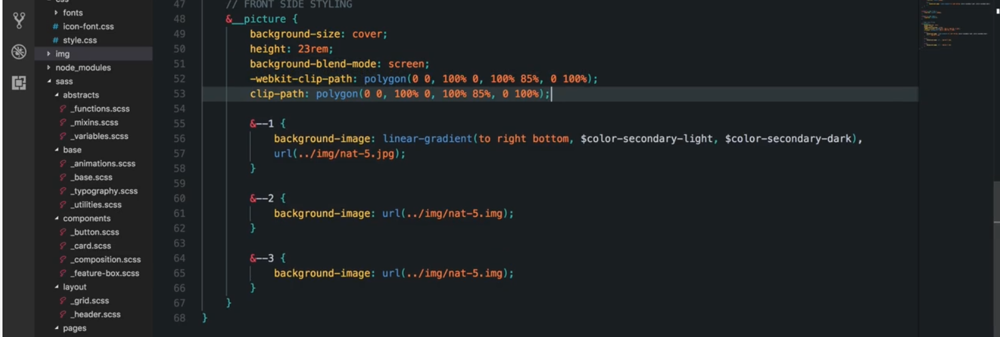 css
fonts
# icon-font.css
# style.css
img
node_modules
sass
abstracts
_functions.scss
_mixins.scss
_variables.scss
base
_animations.scss
_base.scss
_typography.scss
_utilities.scss
components
_button.scss
_card.scss
_composition.scss
_feature-box.scss
layout
_grid.scss
_header.scss
pages
47 // FRONT SIDE STYLING
48 &__picture {
49 background-size: cover;
50 height: 23rem;
51 background-blend-mode: screen;
52 -webkit-clip-path: polygon(0 0, 100% 0, 100% 85%, 0 100%);
53 clip-path: polygon(0 0, 100% 0, 100% 85%, 0 100%);
54
55 &--1 {
56 background-image: linear-gradient(to right bottom, $color-secondary-light, $color-secondary-dark),
57 url(../img/nat-5.jpg);
58 }
59
60 &--2 {
61 background-image: url(../img/nat-5.img);
62 }
63
64 &--3 {
65 background-image: url(../img/nat-5.img);
66 }
67 }
68 }